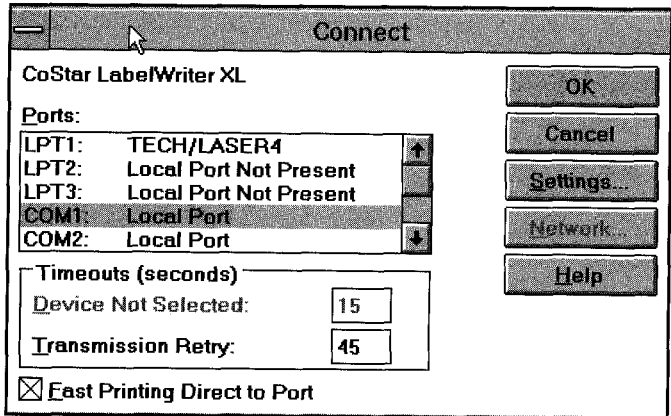 Connect
CoStar LabelWriter XL
Ports:
LPT1: TECH/LASER4
LPT2: Local Port Not Present
LPT3: Local Port Not Present
COM1: Local Port
COM2: Local Port
Timeouts (seconds)
Device Not Selected: 15
Transmission Retry: 45
Fast Printing Direct to Port
OK
Cancel
Settings...
Network...
Help